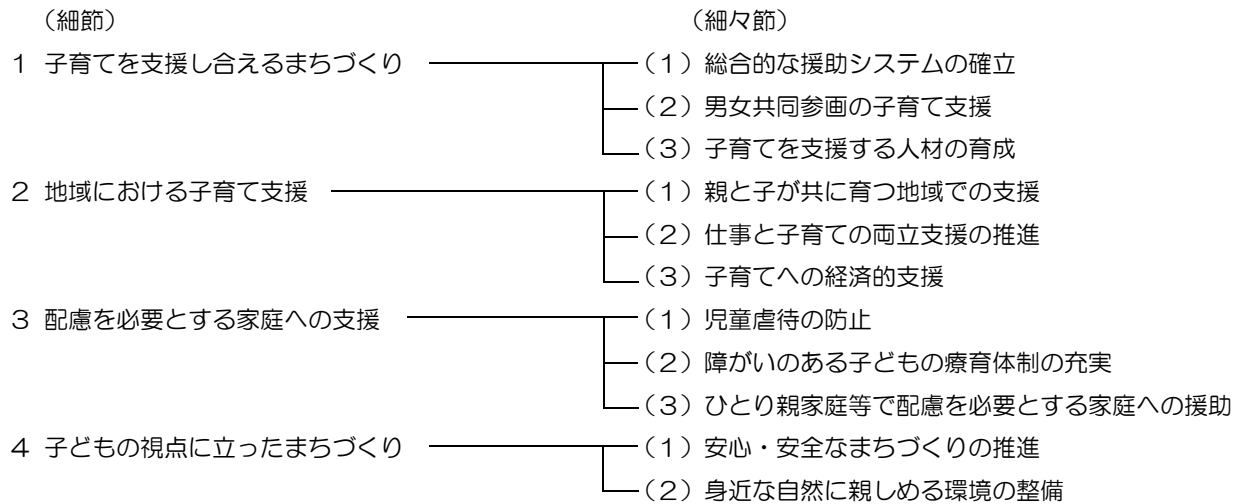 （細節） （細々節）
１ 子育てを支援し合えるまちづくり （１）総合的な援助システムの確立
（２）男女共同参画の子育て支援
（３）子育てを支援する人材の育成
２ 地域における子育て支援 （１）親と子が共に育つ地域での支援
（２）仕事と子育ての両立支援の推進
（３）子育てへの経済的支援
３ 配慮を必要とする家庭への支援 （１）児童虐待の防止
（２）障がいのある子どもの療育体制の充実
（３）ひとり親家庭等で配慮を必要とする家庭への援助
４ 子どもの視点に立ったまちづくり （１）安心・安全なまちづくりの推進
（２）身近な自然に親しめる環境の整備